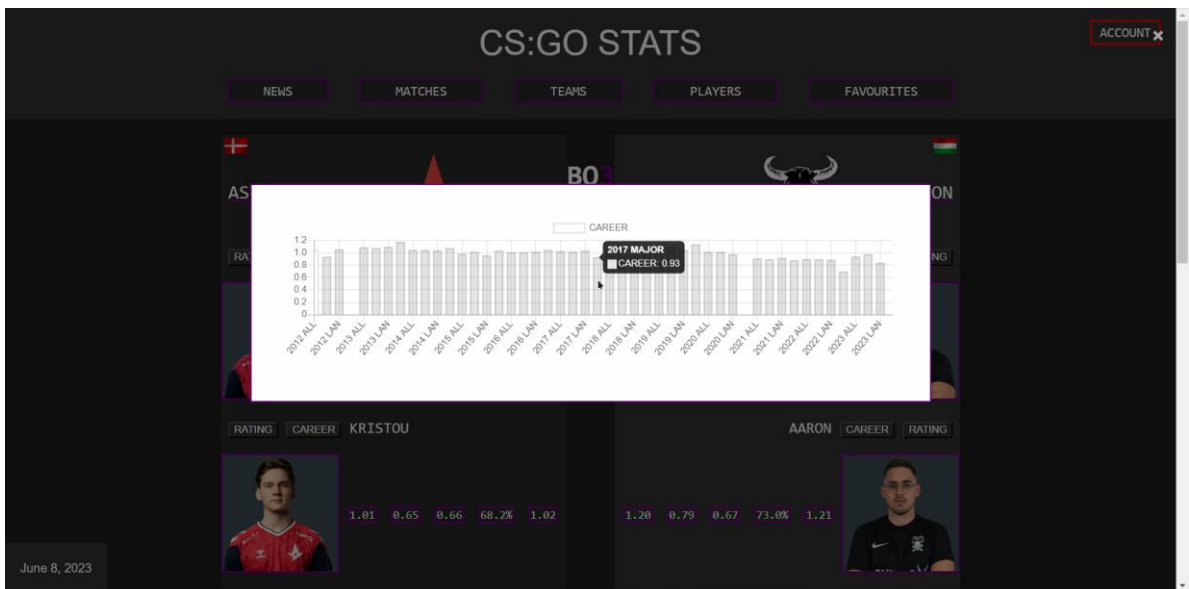 CS:GO STATS
ACCOUNT
NEWS MATCHES TEAMS PLAYERS FAVOURITES
BO3
AS ON
CAREER
1.2
1.0
0.8
0.6
0.4
0.2
0
2017 MAJOR
CAREER: 0.93
2012 ALL 2012 LAN 2013 ALL 2013 LAN 2014 ALL 2014 LAN 2015 ALL 2015 LAN 2016 ALL 2016 LAN 2017 ALL 2017 LAN 2018 ALL 2018 LAN 2019 ALL 2019 LAN 2020 ALL 2020 LAN 2021 ALL 2021 LAN 2022 ALL 2022 LAN 2023 ALL 2023 LAN
RA NG
RATING CAREER KRISTOU AARON CAREER RATING
1.01 0.65 0.66 68.2% 1.02 1.20 0.79 0.67 73.0% 1.21
June 8, 2023